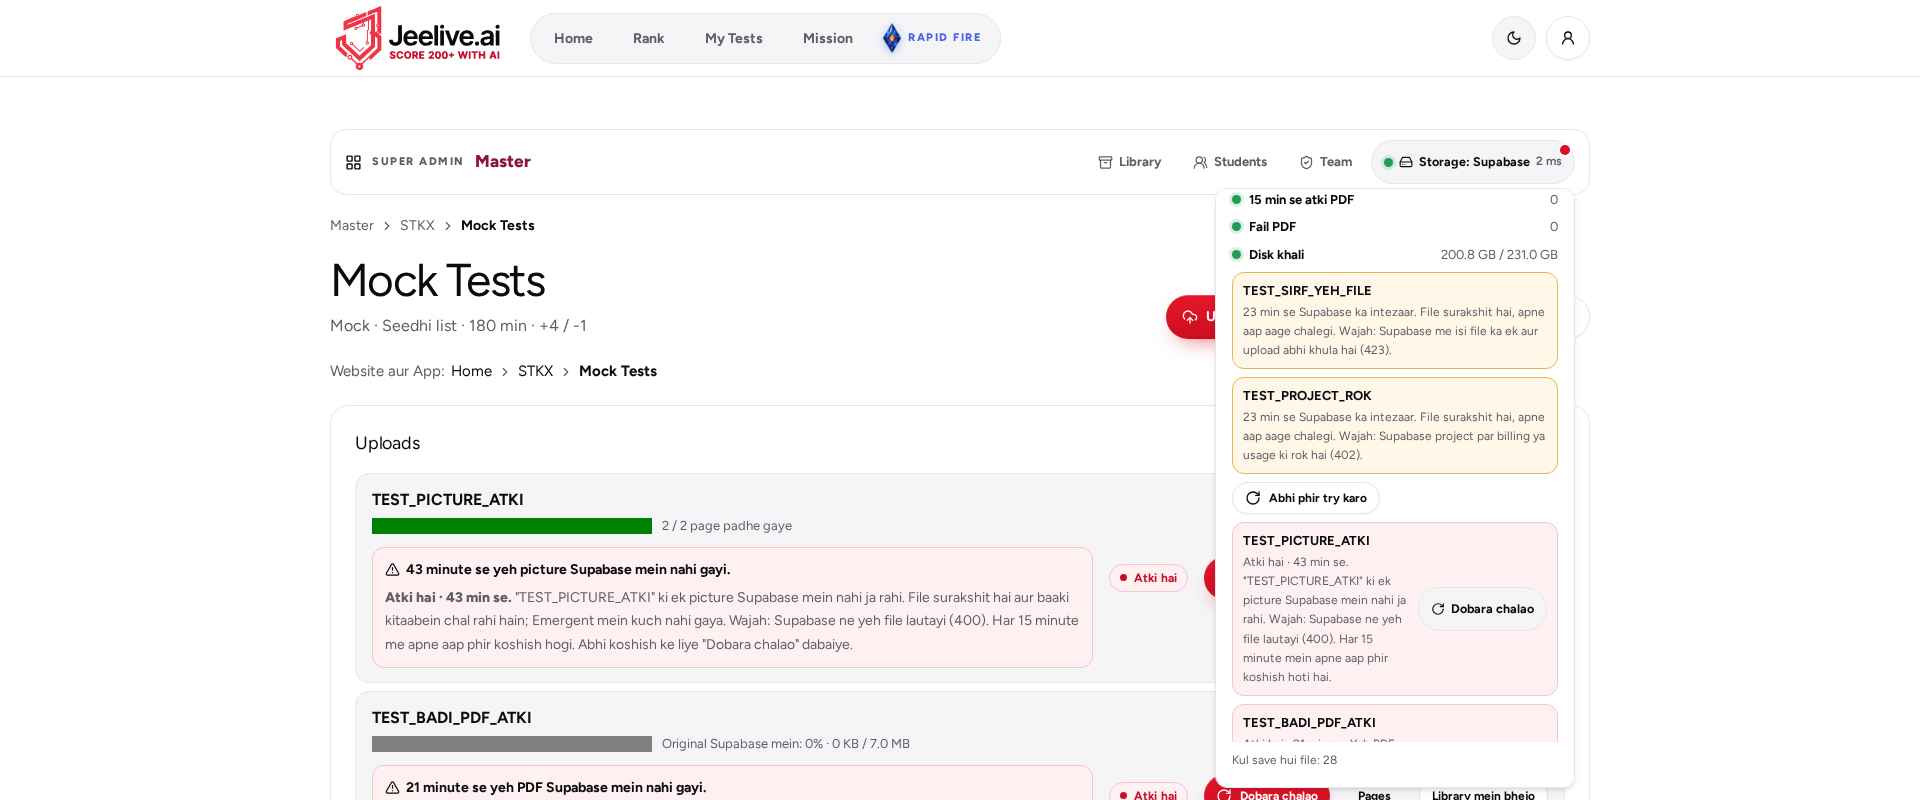 Jeelive.ai
SCORE 200+ WITH AI
Home
Rank
My Tests
Mission
RAPID FIRE
SUPER ADMIN
Master
Library
Students
Team
Storage: Supabase
2 ms
Master
STKX
Mock Tests
Mock Tests
Mock · Seedhi list · 180 min · +4 / -1
U
Website aur App:
Home
STKX
Mock Tests
Uploads
TEST_PICTURE_ATKI
2 / 2 page padhe gaye
43 minute se yeh picture Supabase mein nahi gayi.
Atki hai · 43 min se. "TEST_PICTURE_ATKI" ki ek picture Supabase mein nahi ja rahi. File surakshit hai aur baaki
kitaabein chal rahi hain; Emergent mein kuch nahi gaya. Wajah: Supabase ne yeh file lautayi (400). Har 15 minute
me apne aap phir koshish hogi. Abhi koshish ke liye "Dobara chalao" dabaiye.
Atki hai
TEST_BADI_PDF_ATKI
Original Supabase mein: 0% · 0 KB / 7.0 MB
21 minute se yeh PDF Supabase mein nahi gayi.
Atki hai
Dobara chalao
Pages
Library mein bhejo
15 min se atki PDF
0
Fail PDF
0
Disk khali
200.8 GB / 231.0 GB
TEST_SIRF_YEH_FILE
23 min se Supabase ka intezaar. File surakshit hai, apne
aap aage chalegi. Wajah: Supabase me isi file ka ek aur
upload abhi khula hai (423).
TEST_PROJECT_ROK
23 min se Supabase ka intezaar. File surakshit hai, apne
aap aage chalegi. Wajah: Supabase project par billing ya
usage ki rok hai (402).
Abhi phir try karo
TEST_PICTURE_ATKI
Atki hai · 43 min se.
"TEST_PICTURE_ATKI" ki ek
picture Supabase mein nahi ja
rahi. Wajah: Supabase ne yeh
file lautayi (400). Har 15
minute mein apne aap phir
koshish hoti hai.
Dobara chalao
TEST_BADI_PDF_ATKI
Kul save hui file: 28